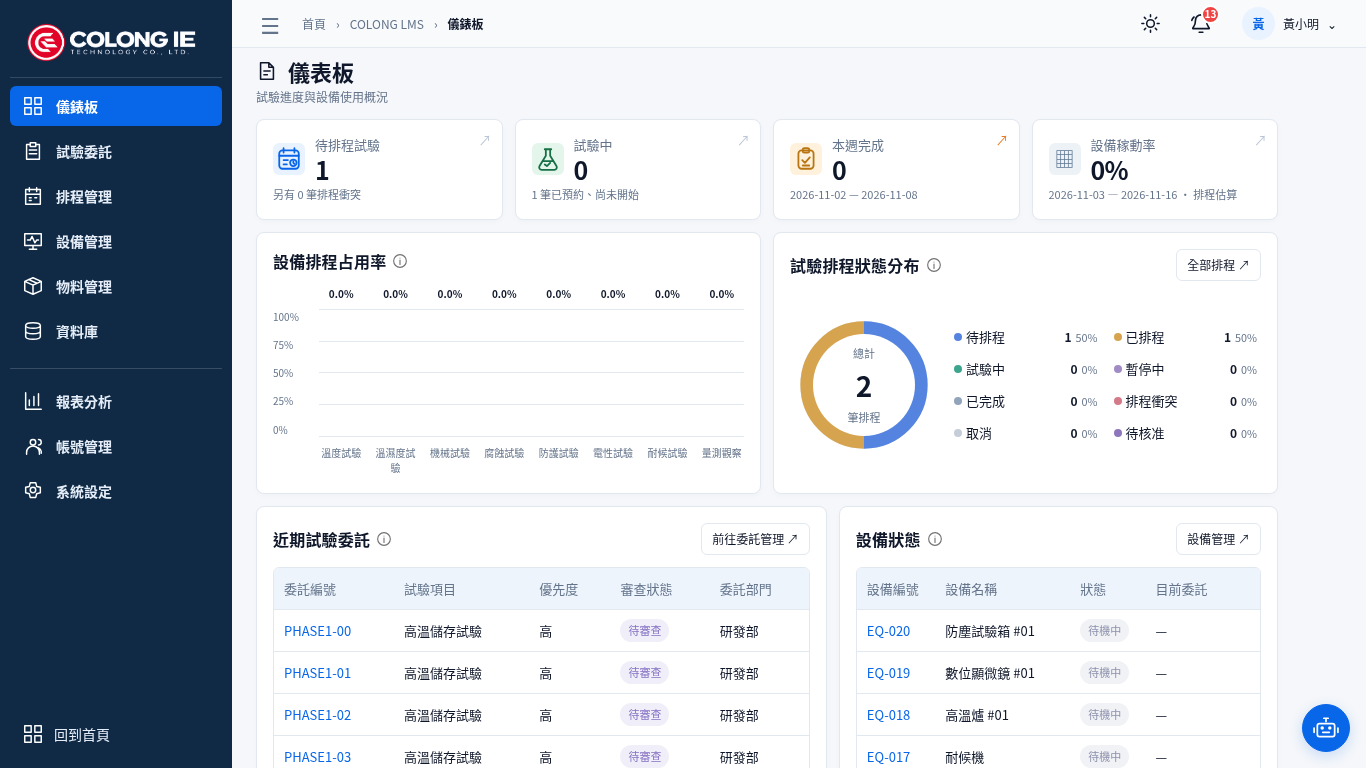 COLONG IE
TECHNOLOGY CO., LTD.
儀錶板
試驗委託
排程管理
設備管理
物料管理
資料庫
報表分析
帳號管理
系統設定
回到首頁
首頁 › COLONG LMS › 儀錶板
13
黃 黃小明
儀表板
試驗進度與設備使用概況
待排程試驗
1
另有 0 筆排程衝突
試驗中
0
1 筆已預約、尚未開始
本週完成
0
2026-11-02 — 2026-11-08
設備稼動率
0%
2026-11-03 — 2026-11-16 ・ 排程估算
設備排程占用率
0.0% 0.0% 0.0% 0.0% 0.0% 0.0% 0.0% 0.0%
100%
75%
50%
25%
0%
溫度試驗 溫濕度試驗 機械試驗 腐蝕試驗 防護試驗 電性試驗 耐候試驗 量測觀察
試驗排程狀態分布
全部排程 ↗
總計
2
筆排程
待排程 1 50% 已排程 1 50%
試驗中 0 0% 暫停中 0 0%
已完成 0 0% 排程衝突 0 0%
取消 0 0% 待核准 0 0%
近期試驗委託
前往委託管理 ↗
委託編號 試驗項目 優先度 審查狀態 委託部門
PHASE1-00 高溫儲存試驗 高 待審查 研發部
PHASE1-01 高溫儲存試驗 高 待審查 研發部
PHASE1-02 高溫儲存試驗 高 待審查 研發部
PHASE1-03 高溫儲存試驗 高 待審查 研發部
設備狀態
設備管理 ↗
設備編號 設備名稱 狀態 目前委託
EQ-020 防塵試驗箱 #01 待機中 —
EQ-019 數位顯微鏡 #01 待機中 —
EQ-018 高溫爐 #01 待機中 —
EQ-017 耐候機 待機中 —